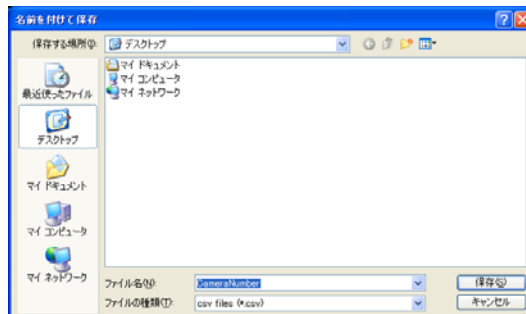 名前を付けて保存
保存する場所(I):
デスクトップ
マイ ドキュメント
マイ コンピュータ
マイ ネットワーク
最近使ったファイル
デスクトップ
マイ ドキュメント
マイ コンピュータ
マイ ネットワーク
ファイル名(N):
CameraNumber
保存(S)
ファイルの種類(T):
csv files (*.csv)
キャンセル